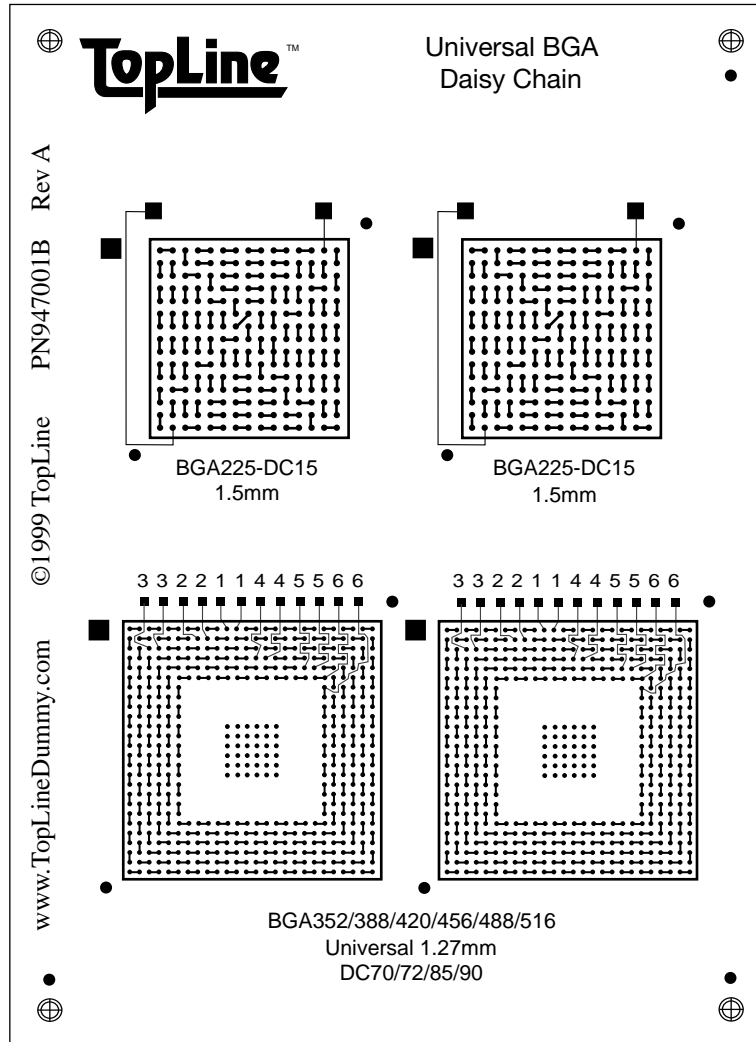 TopLine™
Universal BGA
Daisy Chain
www.TopLineDummy.com ©1999 TopLine PN947001B Rev A
BGA225-DC15
1.5mm
BGA225-DC15
1.5mm
3 3 2 2 1 1 4 4 5 5 6 6
3 3 2 2 1 1 4 4 5 5 6 6
BGA352/388/420/456/488/516
Universal 1.27mm
DC70/72/85/90